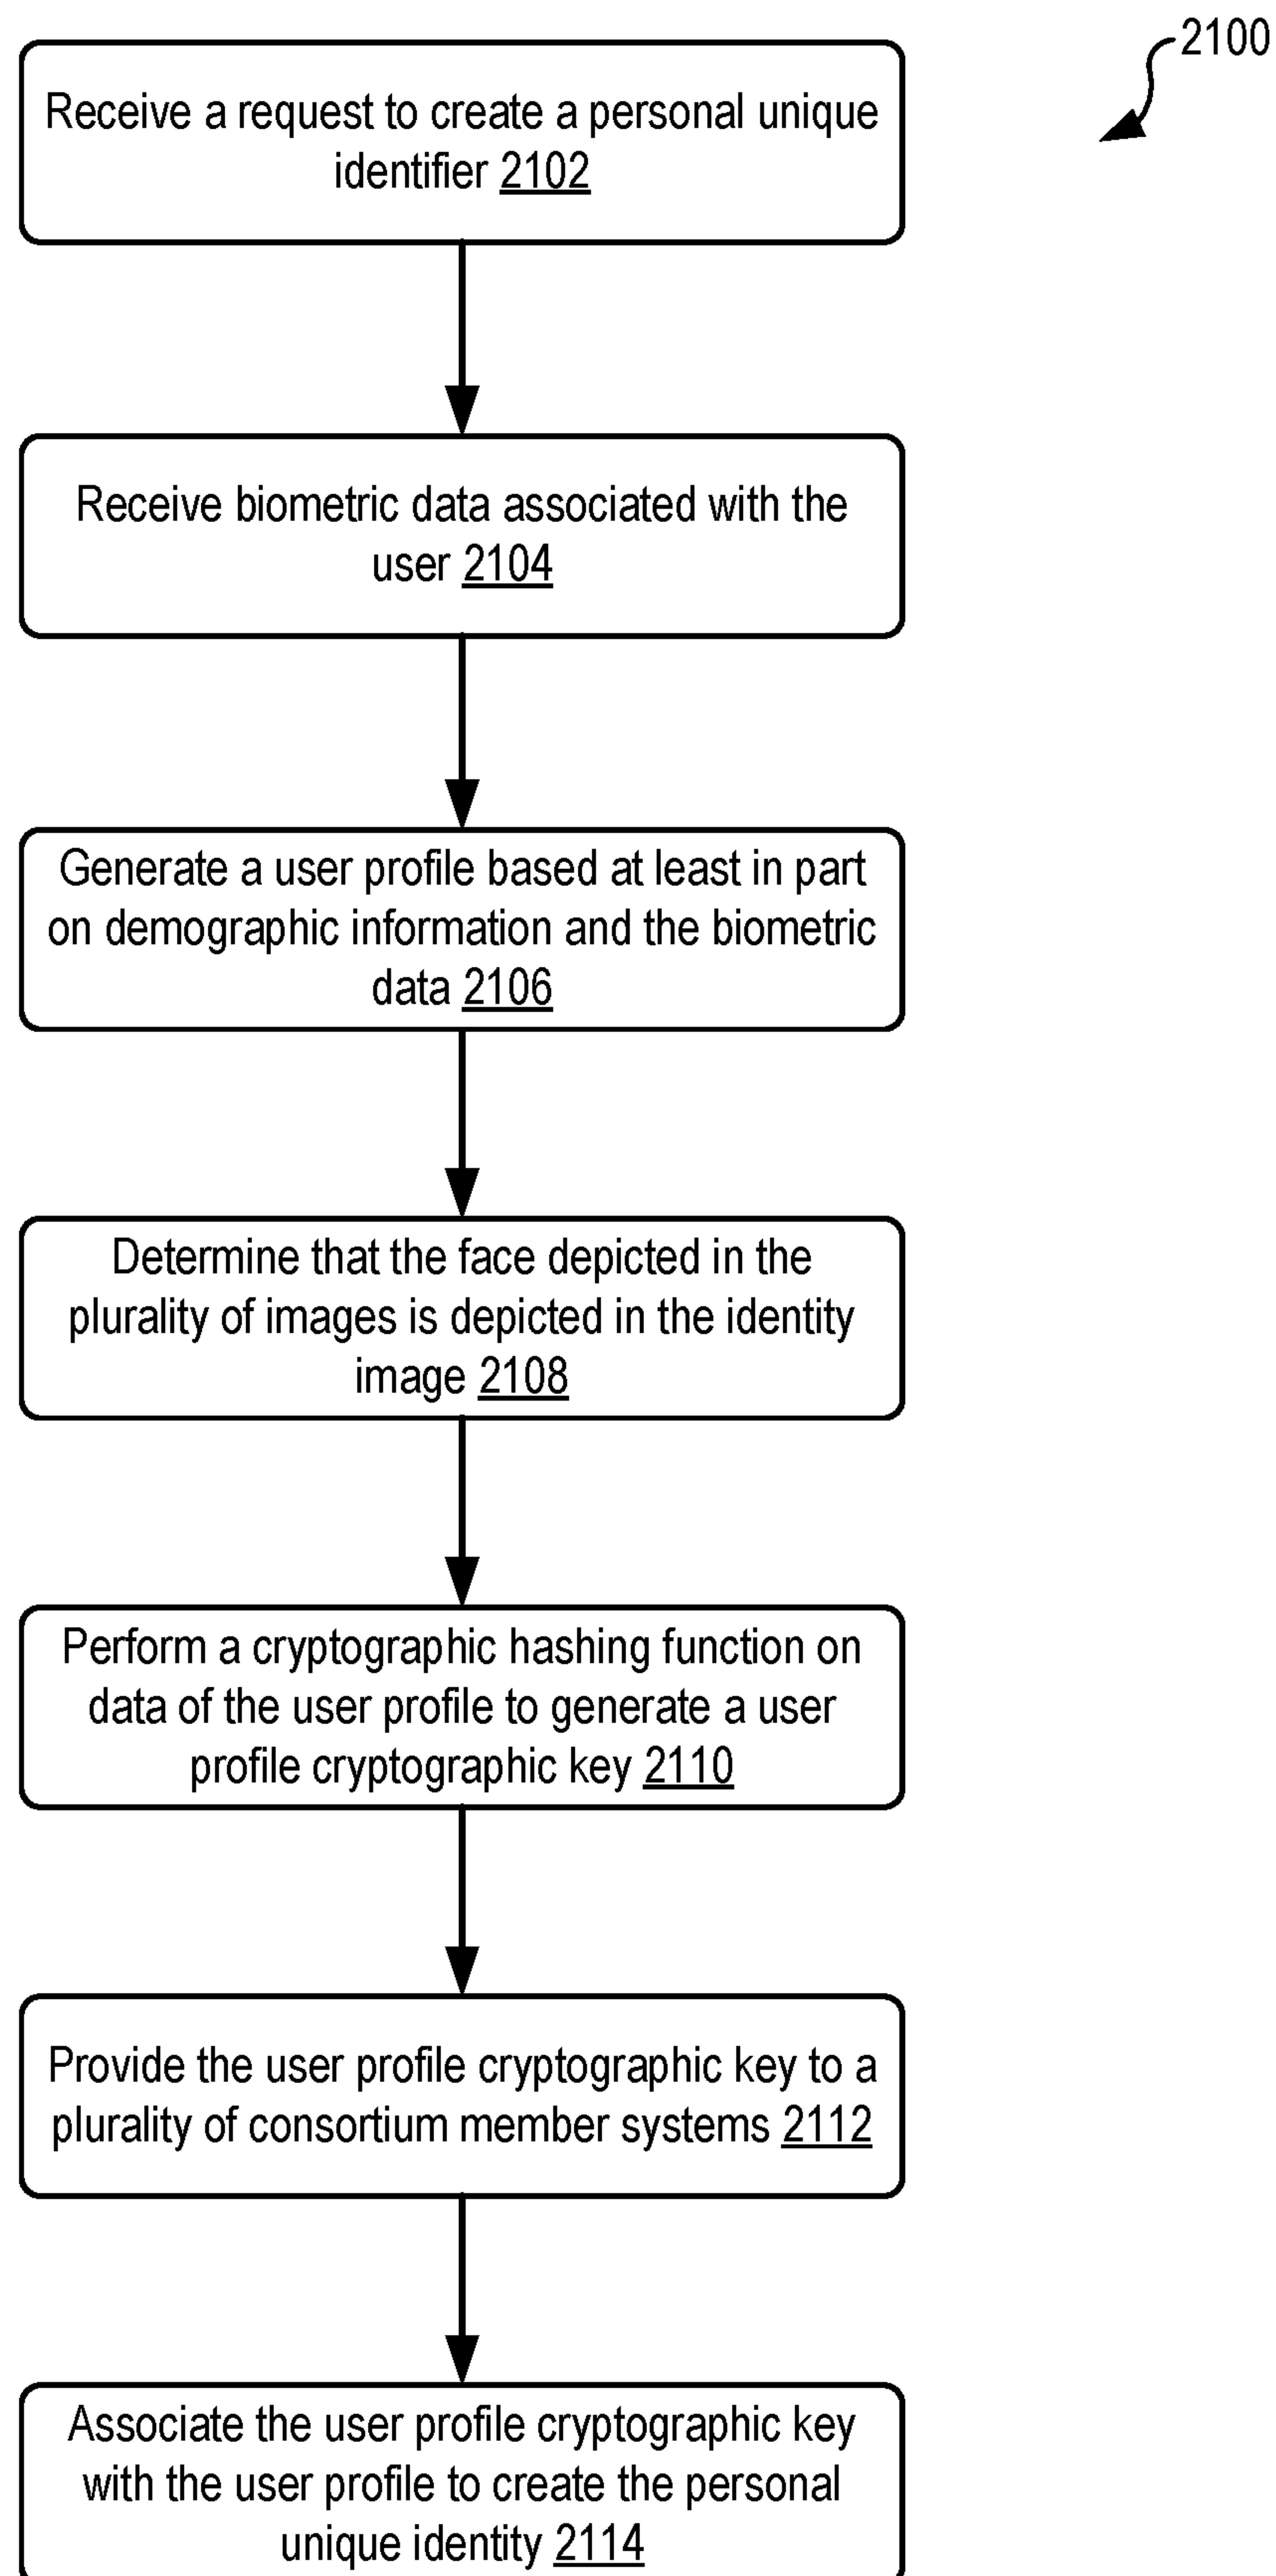 2100
Receive a request to create a personal unique
identifier 2102
Receive biometric data associated with the
user 2104
Generate a user profile based at least in part
on demographic information and the biometric
data 2106
Determine that the face depicted in the
plurality of images is depicted in the identity
image 2108
Perform a cryptographic hashing function on
data of the user profile to generate a user
profile cryptographic key 2110
Provide the user profile cryptographic key to a
plurality of consortium member systems 2112
Associate the user profile cryptographic key
with the user profile to create the personal
unique identity 2114